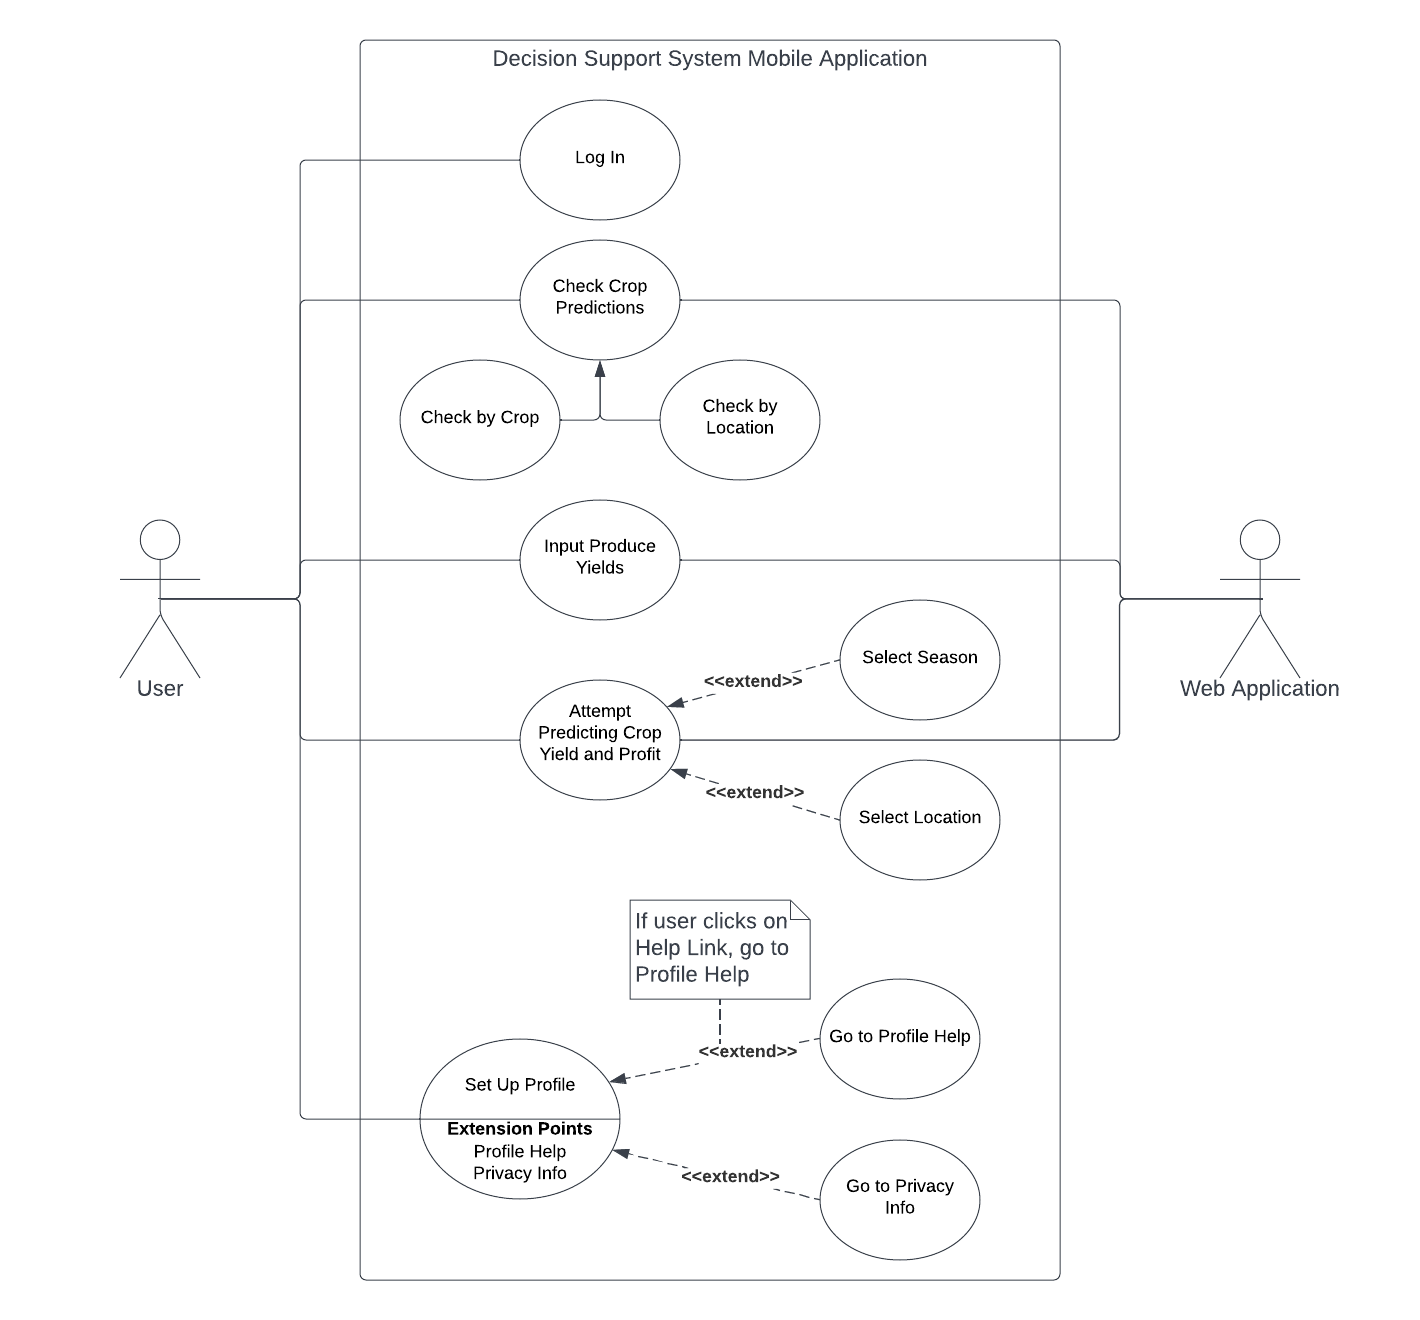 Decision Support System Mobile Application
Log In
Check Crop
Predictions
Check by Crop
Check by
Location
Input Produce
Yields
User
Web Application
Select Season
<<extend>>
Attempt
Predicting Crop
Yield and Profit
<<extend>>
Select Location
If user clicks on
Help Link, go to
Profile Help
Go to Profile Help
<<extend>>
Set Up Profile
Extension Points
Profile Help
Privacy Info
<<extend>>
Go to Privacy
Info